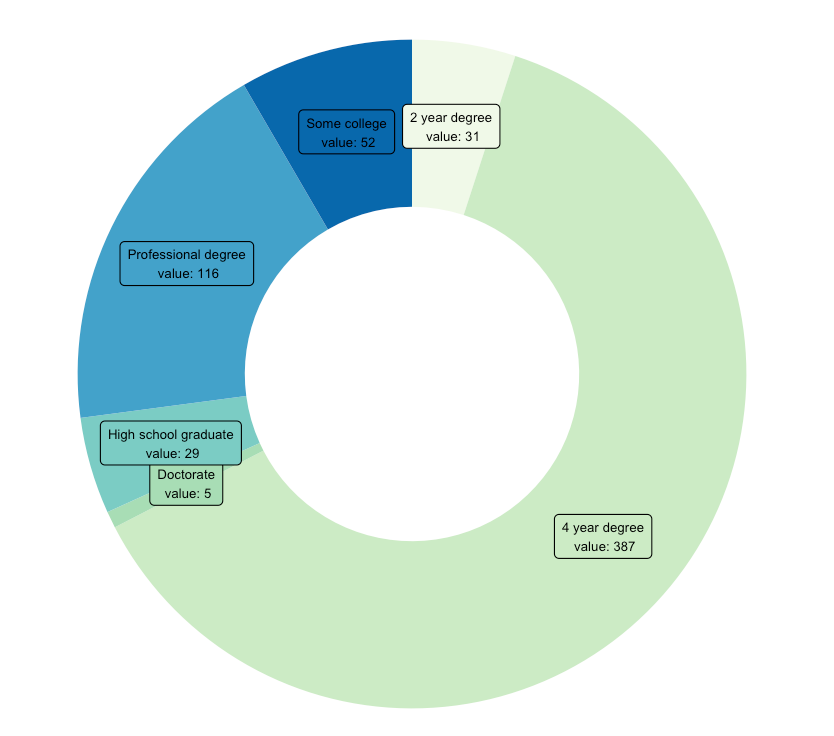 2 year degree
value: 31
Some college
value: 52
Professional degree
value: 116
High school graduate
value: 29
Doctorate
value: 5
4 year degree
value: 387